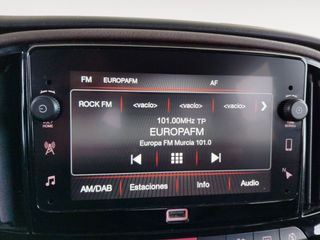 FM EUROPAFM AF
ROCK FM <vacío> <vacío> <vacío>
101.00MHz TP
EUROPAFM
Europa FM Murcia 101.0
AM/DAB Estaciones Info Audio
HOME
N